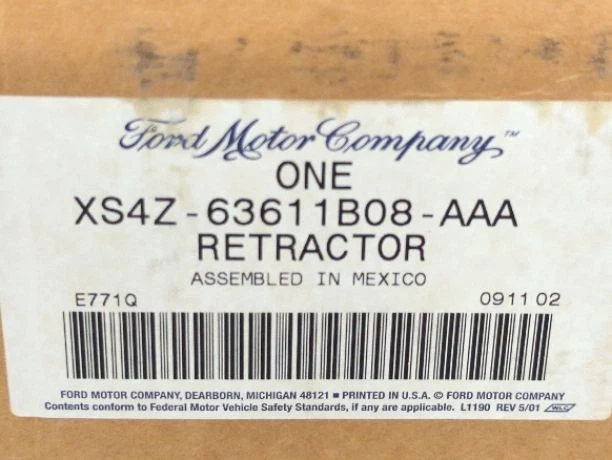 Ford Motor Company™
ONE
XS4Z-63611B08-AAA
RETRACTOR
ASSEMBLED IN MEXICO
E771Q 0911 02
FORD MOTOR COMPANY, DEARBORN, MICHIGAN 48121 ■ PRINTED IN U.S.A. © FORD MOTOR COMPANY
Contents conform to Federal Motor Vehicle Safety Standards, if any are applicable. L1190 REV 5/01 WLC